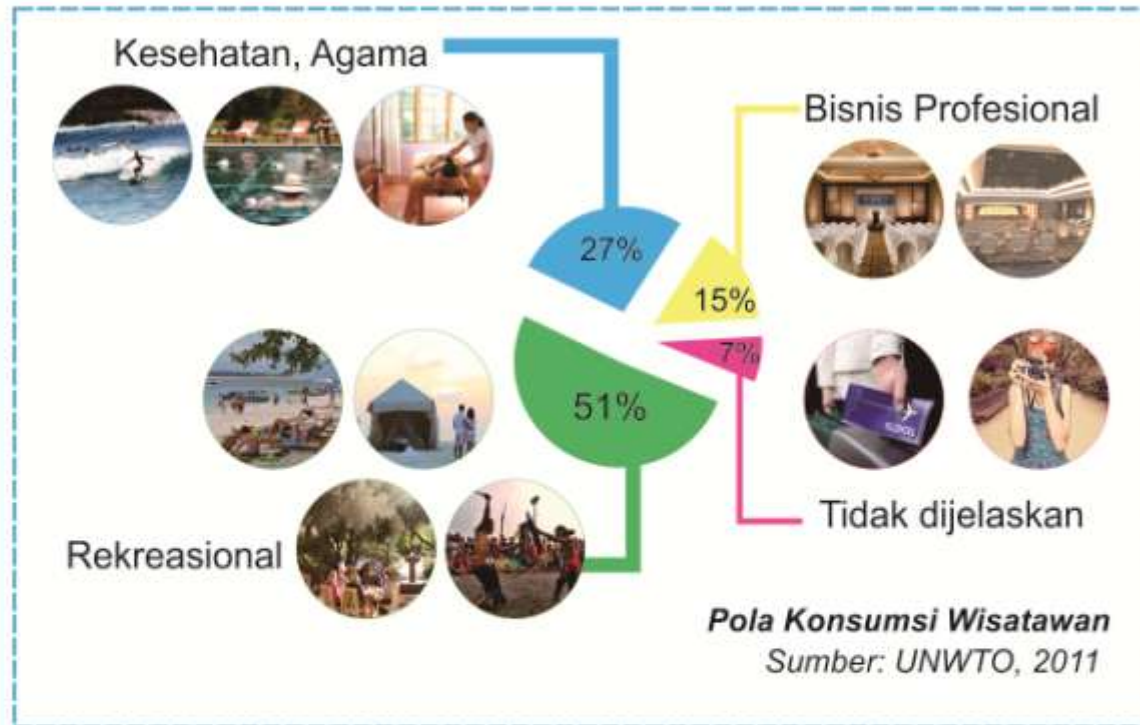 Kesehatan, Agama
Bisnis Profesional
27%
15%
7%
51%
Rekreasional
Tidak dijelaskan
Pola Konsumsi Wisatawan
Sumber: UNWTO, 2011